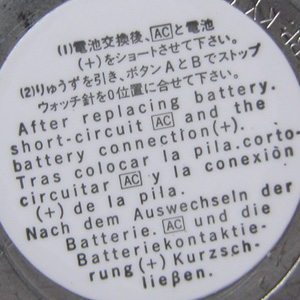 (1)電池交換後、ACと電池
(+)をショートさせて下さい。
(2)りゅうずを引き、ボタンAとBでストップ
ウォッチ針を0位置に合せて下さい。
After replacing battery.
short-circuit AC and the
battery connection(+).
Tras colocar la pila.corto-
circuitar AC y la conexiòn
(+) de la pila.
Nach dem Auswechseln der
Batterie. AC und die
Batteriekontaktie-
rung(+) Kurzsch-
ließen.